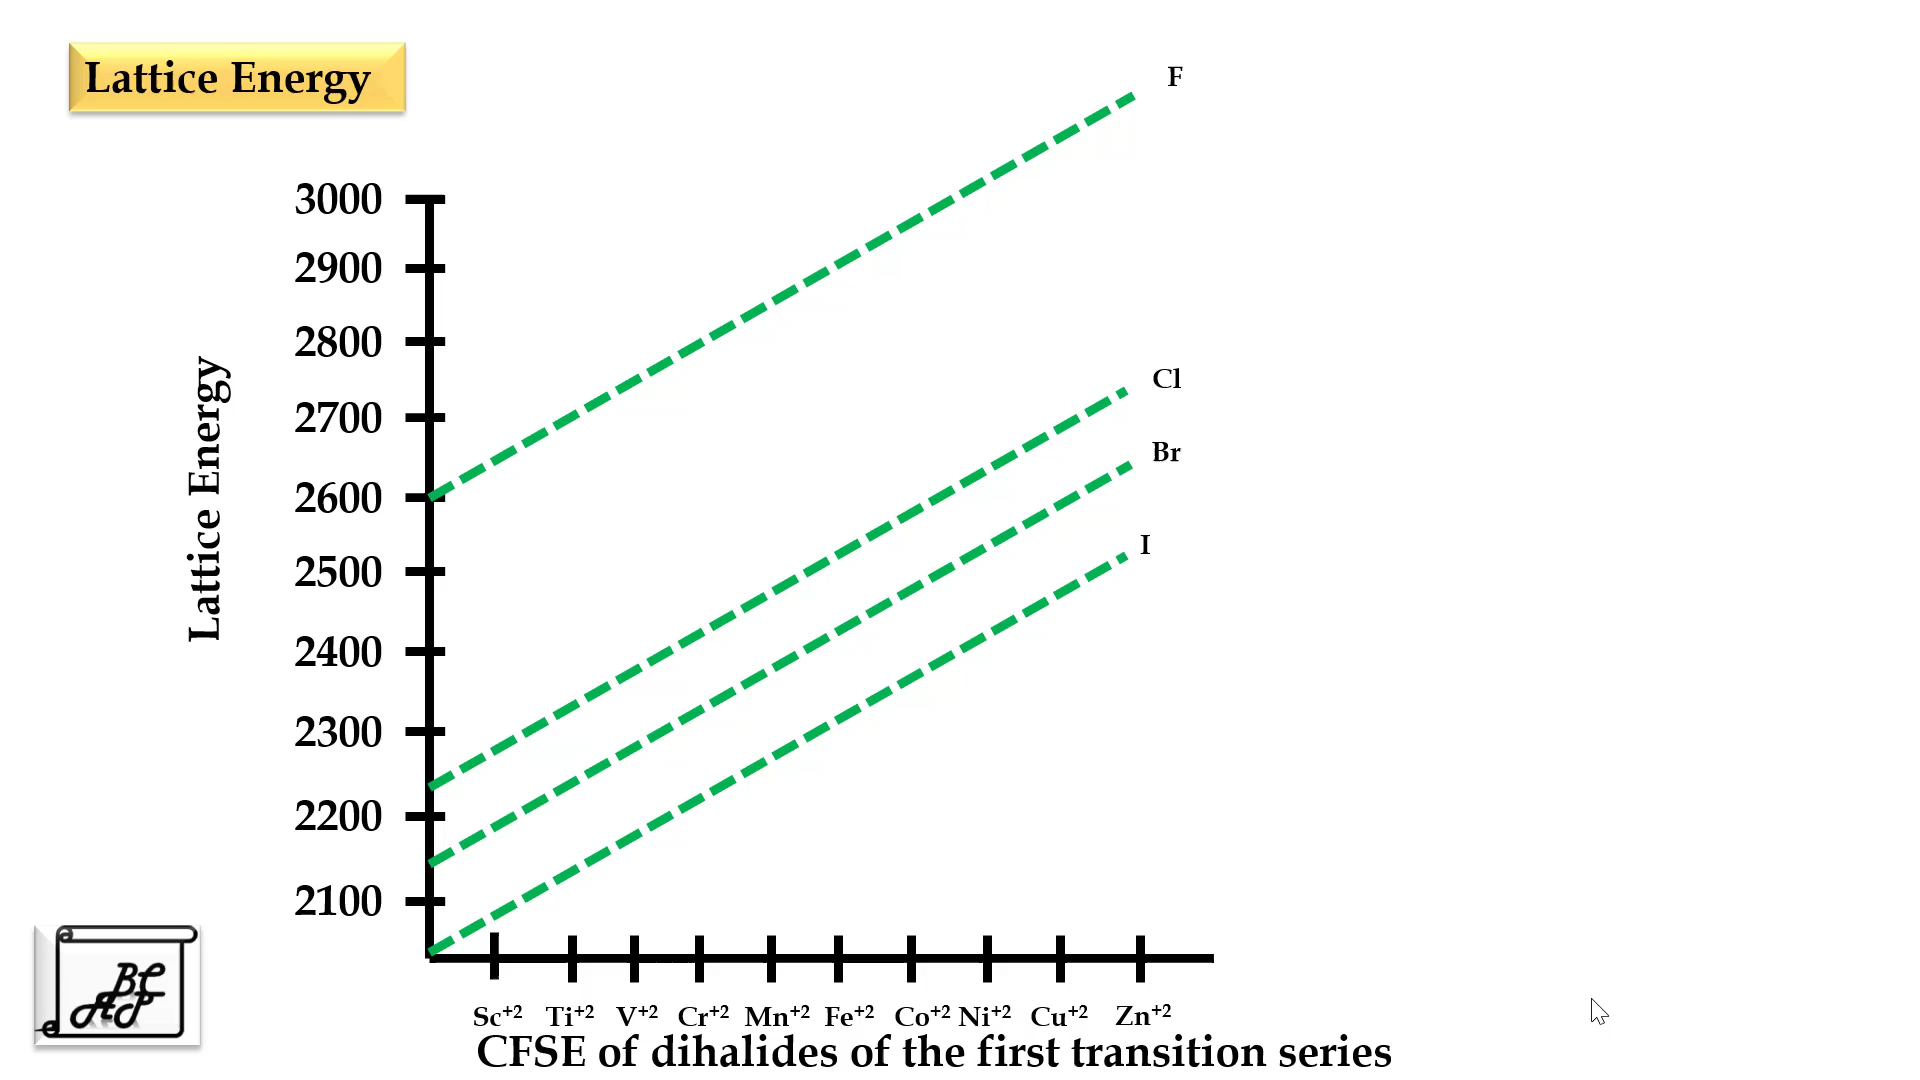 Lattice Energy
F
3000
2900
2800
Cl
2700
Br
2600
I
2500
2400
2300
2200
2100
Lattice Energy
Sc+2 Ti+2 V+2 Cr+2 Mn+2 Fe+2 Co+2 Ni+2 Cu+2 Zn+2
CFSE of dihalides of the first transition series
BC
AP